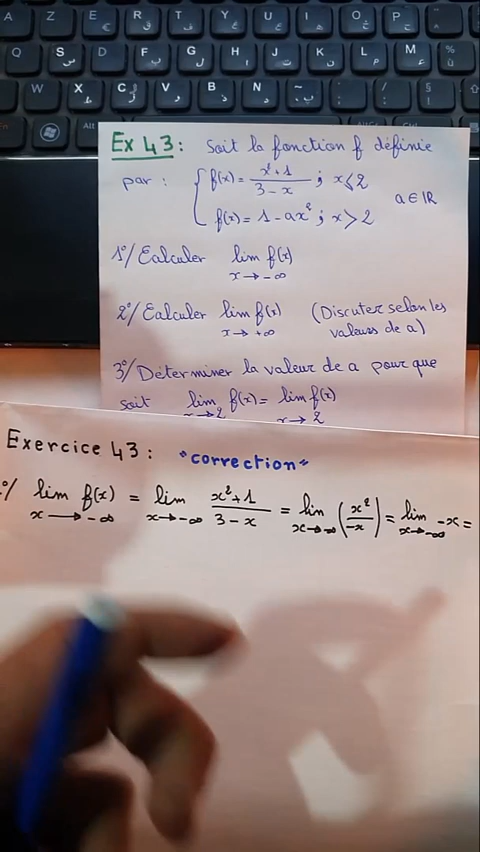 A Z E R T Y U I O P
Q S D F G H J K L M %
W X C V B N ? . / §
Alt
Ex 43 : Soit la fonction f définie
par : { f(x) = x²+1 / 3 - x ; x ≤ 2
a ∈ IR
f(x) = 1 - ax² ; x > 2
1°/ Calculer lim f(x)
x → -∞
2°/ Calculer lim f(x) (Discuter selon les
x → +∞ valeurs de a)
3°/ Déterminer la valeur de a pour que
soit lim f(x) = lim f(x)
x → 2 x → 2
Exercice 43 : "correction"
°/ lim f(x) = lim x²+1 / 3 - x = lim (x² / -x) = lim -x =
x → -∞ x → -∞ x → -∞ x → -∞